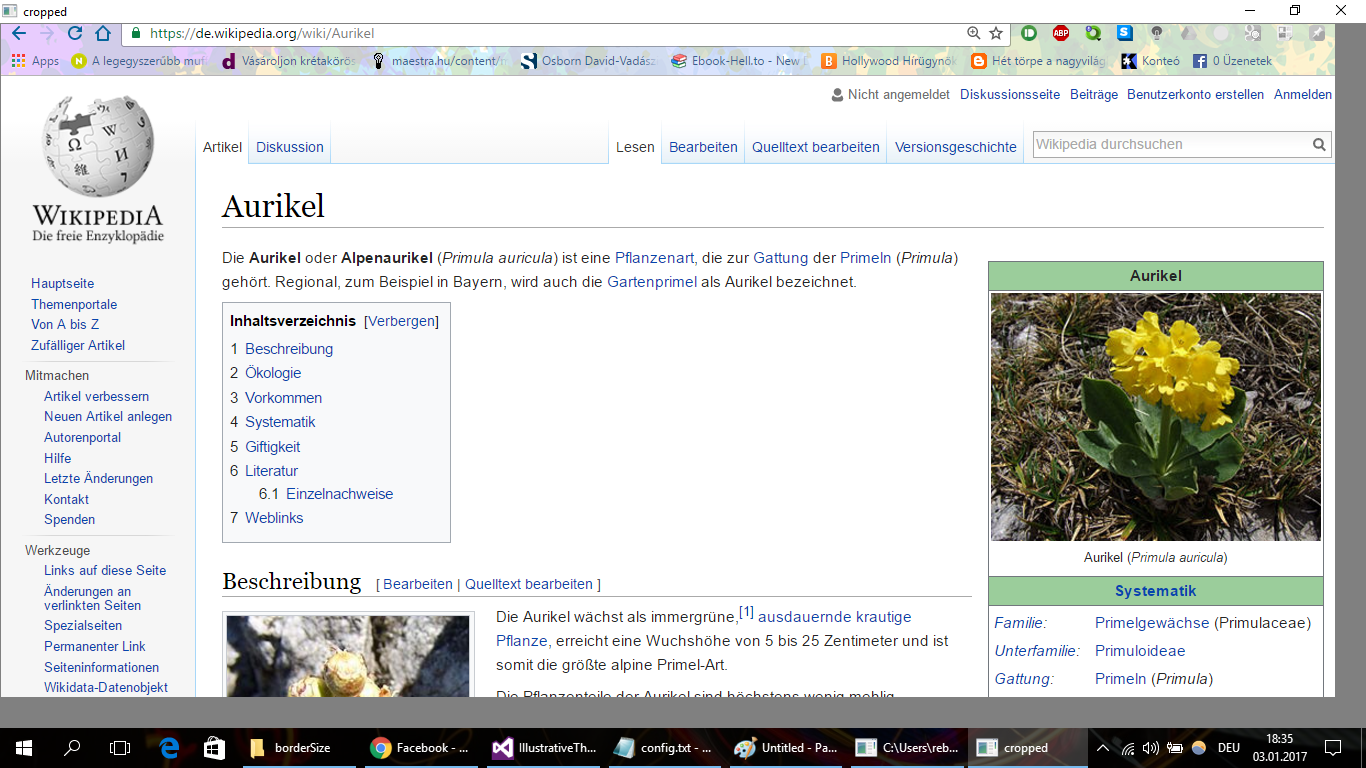 cropped
https://de.wikipedia.org/wiki/Aurikel
Apps A legegyszerűbb mut Vásároljon krétakörös maestra.hu/content/m Osborn David-Vadász Ebook-Hell.to - New D Hollywood Hírügynök Hét törpe a nagyvilág Konteó 0 Üzenetek
Nicht angemeldet Diskussionsseite Beiträge Benutzerkonto erstellen Anmelden
Artikel Diskussion Lesen Bearbeiten Quelltext bearbeiten Versionsgeschichte Wikipedia durchsuchen
WIKIPEDIA
Die freie Enzyklopädie
Hauptseite
Themenportale
Von A bis Z
Zufälliger Artikel
Mitmachen
Artikel verbessern
Neuen Artikel anlegen
Autorenportal
Hilfe
Letzte Änderungen
Kontakt
Spenden
Werkzeuge
Links auf diese Seite
Änderungen an
verlinkten Seiten
Spezialseiten
Permanenter Link
Seiteninformationen
Wikidata-Datenobjekt
Aurikel
Die Aurikel oder Alpenaurikel (Primula auricula) ist eine Pflanzenart, die zur Gattung der Primeln (Primula)
gehört. Regional, zum Beispiel in Bayern, wird auch die Gartenprimel als Aurikel bezeichnet.
Inhaltsverzeichnis [Verbergen]
1 Beschreibung
2 Ökologie
3 Vorkommen
4 Systematik
5 Giftigkeit
6 Literatur
6.1 Einzelnachweise
7 Weblinks
Beschreibung [ Bearbeiten | Quelltext bearbeiten ]
Die Aurikel wächst als immergrüne,[1] ausdauernde krautige
Pflanze, erreicht eine Wuchshöhe von 5 bis 25 Zentimeter und ist
somit die größte alpine Primel-Art.
Die Pflanzenteile der Aurikel sind höchstens wenig mehlig
Aurikel
Aurikel (Primula auricula)
Systematik
Familie: Primelgewächse (Primulaceae)
Unterfamilie: Primuloideae
Gattung: Primeln (Primula)
borderSize Facebook - ... IllustrativeTh... config.txt - ... Untitled - Pa... C:\Users\reb... cropped DEU 18:35
03.01.2017